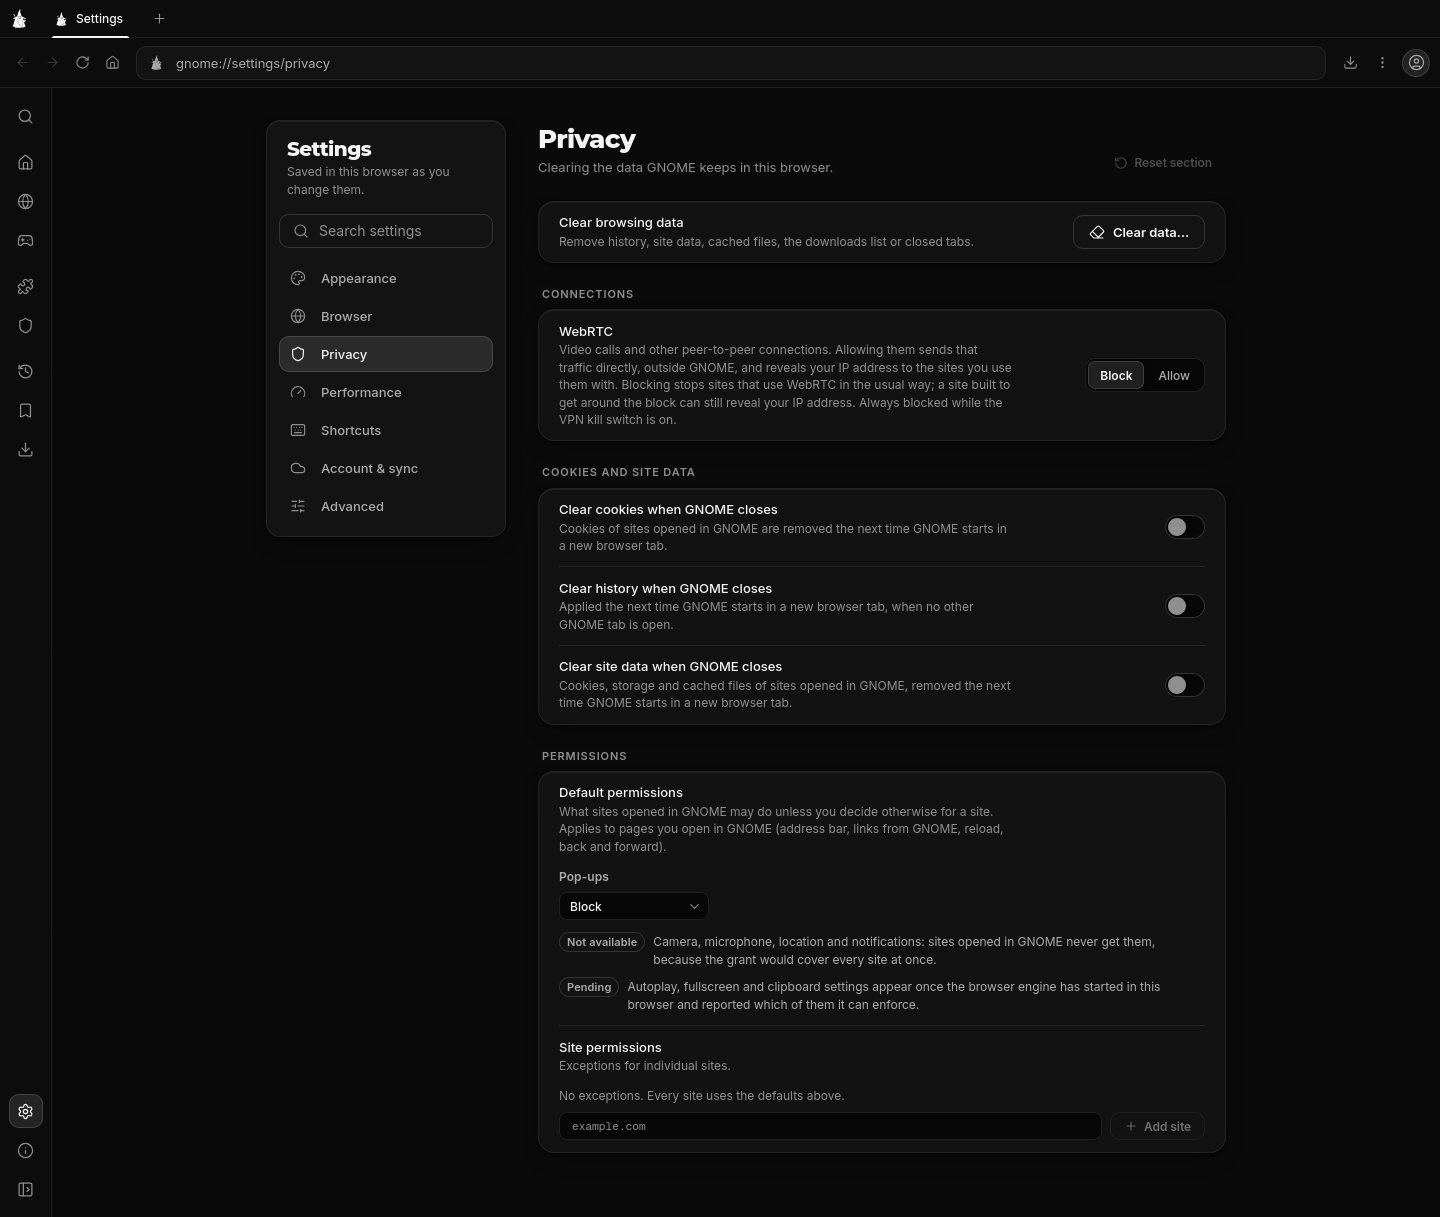 Settings
gnome://settings/privacy
Settings
Saved in this browser as you
change them.
Search settings
Appearance
Browser
Privacy
Performance
Shortcuts
Account & sync
Advanced
Privacy
Clearing the data GNOME keeps in this browser.
Reset section
Clear browsing data
Remove history, site data, cached files, the downloads list or closed tabs.
Clear data...
CONNECTIONS
WebRTC
Video calls and other peer-to-peer connections. Allowing them sends that
traffic directly, outside GNOME, and reveals your IP address to the sites you use
them with. Blocking stops sites that use WebRTC in the usual way; a site built to
get around the block can still reveal your IP address. Always blocked while the
VPN kill switch is on.
Block
Allow
COOKIES AND SITE DATA
Clear cookies when GNOME closes
Cookies of sites opened in GNOME are removed the next time GNOME starts in
a new browser tab.
Clear history when GNOME closes
Applied the next time GNOME starts in a new browser tab, when no other
GNOME tab is open.
Clear site data when GNOME closes
Cookies, storage and cached files of sites opened in GNOME, removed the next
time GNOME starts in a new browser tab.
PERMISSIONS
Default permissions
What sites opened in GNOME may do unless you decide otherwise for a site.
Applies to pages you open in GNOME (address bar, links from GNOME, reload,
back and forward).
Pop-ups
Block
Not available
Camera, microphone, location and notifications: sites opened in GNOME never get them,
because the grant would cover every site at once.
Pending
Autoplay, fullscreen and clipboard settings appear once the browser engine has started in this
browser and reported which of them it can enforce.
Site permissions
Exceptions for individual sites.
No exceptions. Every site uses the defaults above.
example.com
Add site